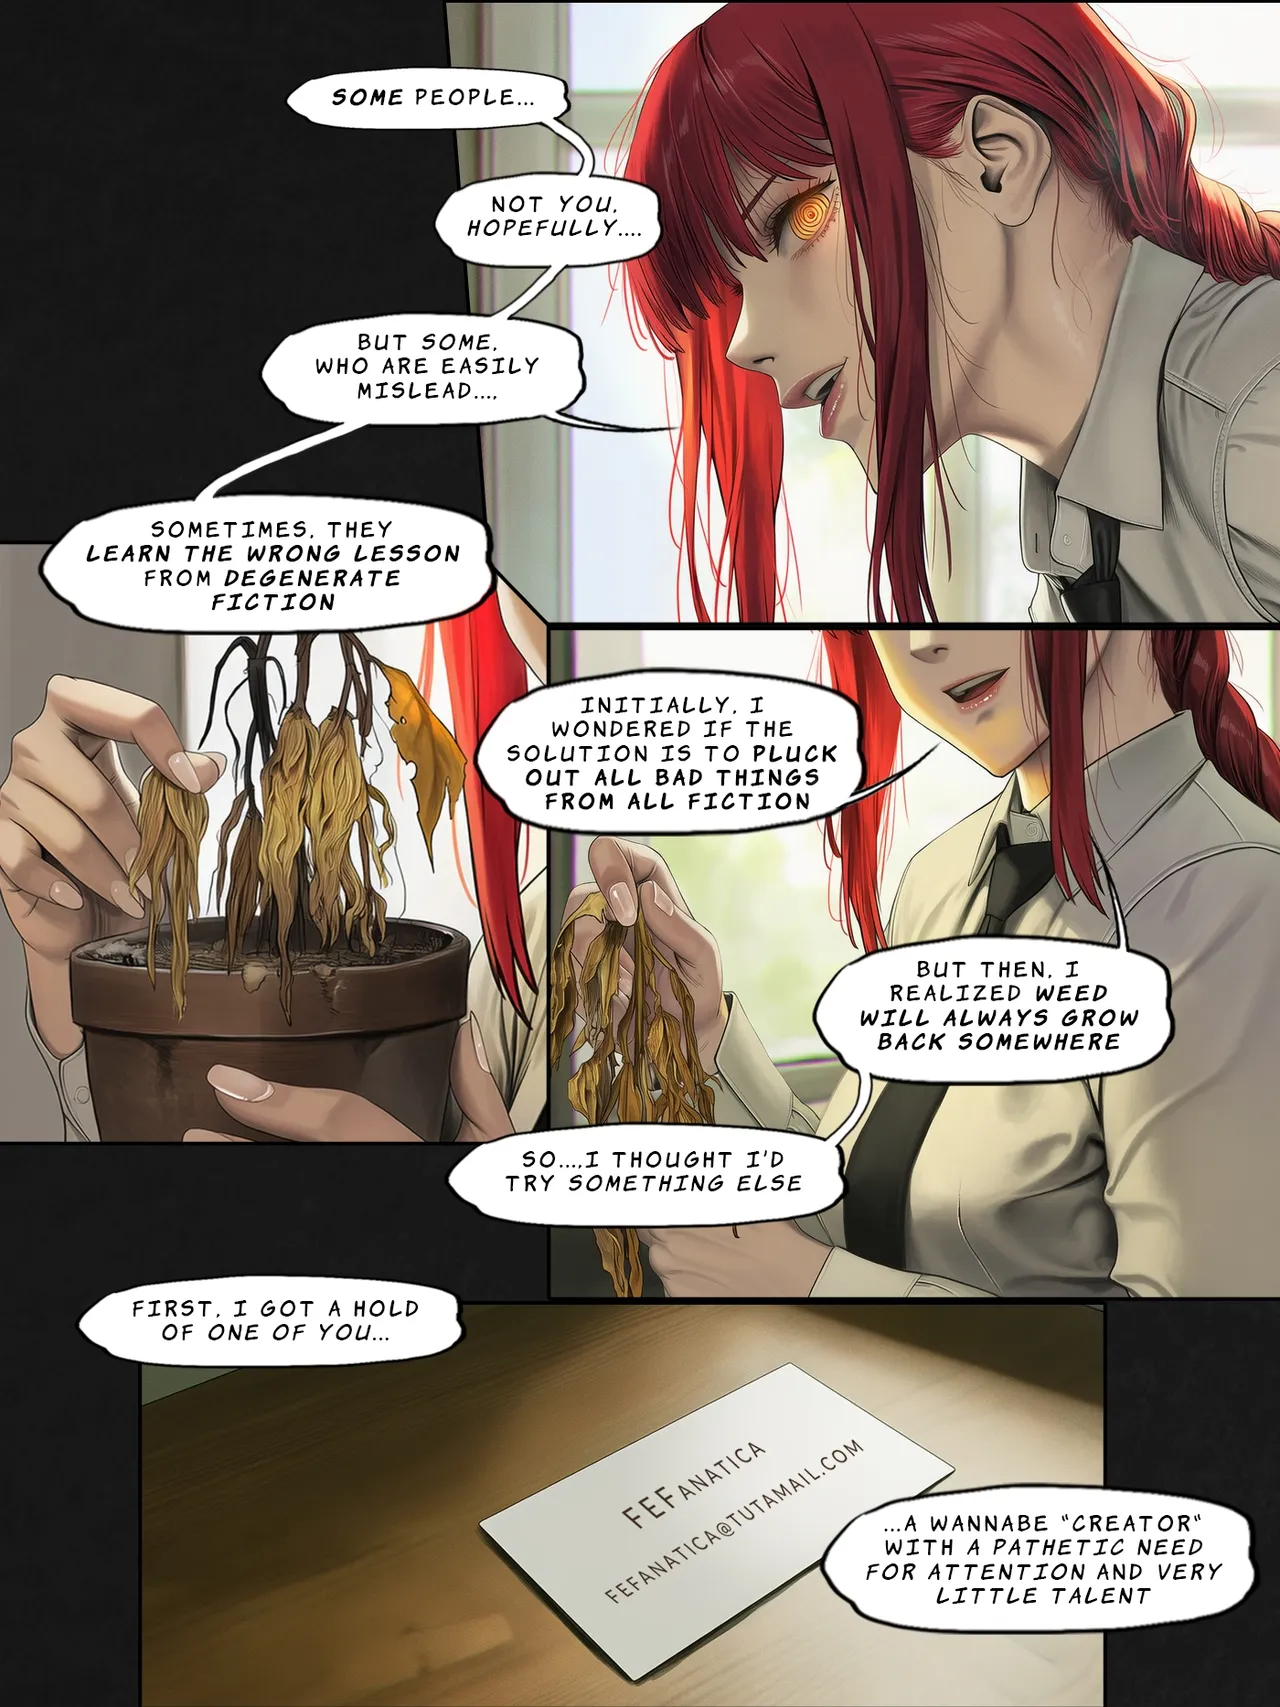 SOME PEOPLE...
NOT YOU,
HOPEFULLY....
BUT SOME,
WHO ARE EASILY
MISLEAD....,
SOMETIMES, THEY
LEARN THE WRONG LESSON
FROM DEGENERATE
FICTION
INITIALLY, I
WONDERED IF THE
SOLUTION IS TO PLUCK
OUT ALL BAD THINGS
FROM ALL FICTION
BUT THEN, I
REALIZED WEED
WILL ALWAYS GROW
BACK SOMEWHERE
SO...,I THOUGHT I'D
TRY SOMETHING ELSE
FIRST, I GOT A HOLD
OF ONE OF YOU...
FEFANATICA
FEFANATICA@TUTAMAIL.COM
...A WANNABE "CREATOR"
WITH A PATHETIC NEED
FOR ATTENTION AND VERY
LITTLE TALENT